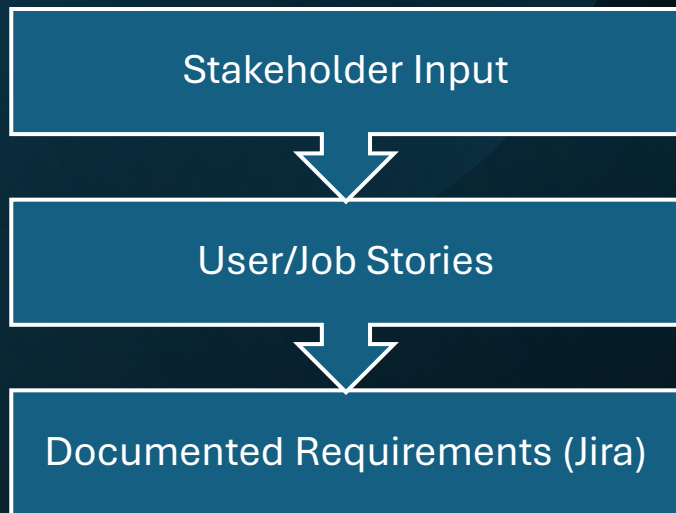 Stakeholder Input
User/Job Stories
Documented Requirements (Jira)